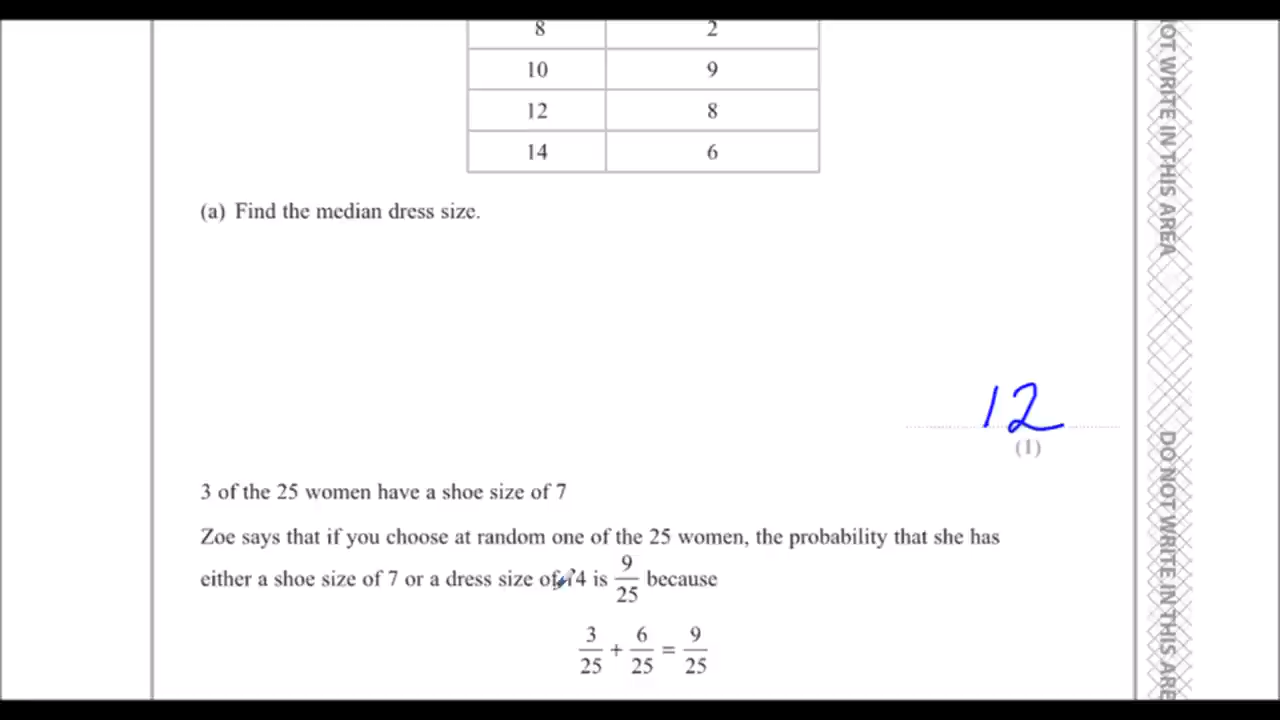 8 2
10 9
12 8
14 6
(a) Find the median dress size.
12
(1)
3 of the 25 women have a shoe size of 7
Zoe says that if you choose at random one of the 25 women, the probability that she has
either a shoe size of 7 or a dress size of 14 is 9/25 because
3/25 + 6/25 = 9/25
NOT WRITE IN THIS AREA
DO NOT WRITE IN THIS ARE